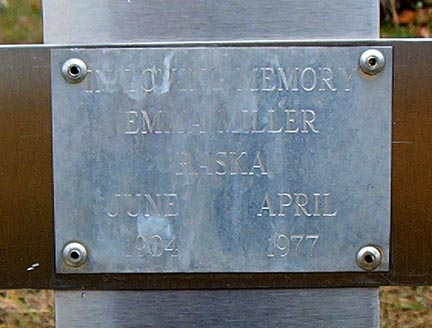 IN LOVING MEMORY
EMMA MILLER
RASKA
JUNE APRIL
1904 1977